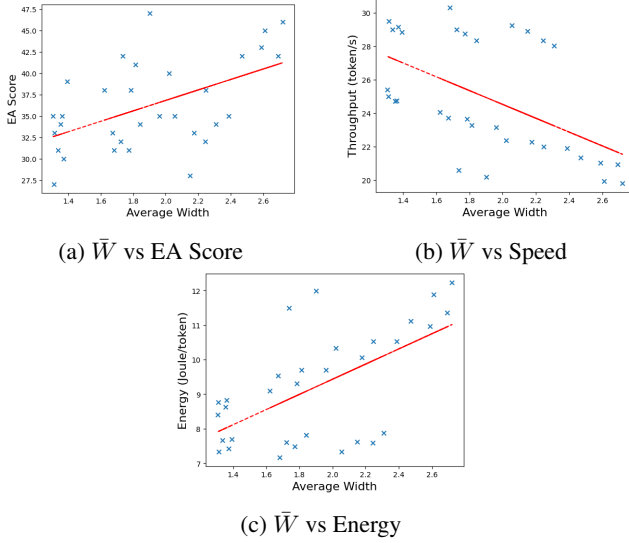 47.5
45.0
42.5
40.0
37.5
35.0
32.5
30.0
27.5
EA Score
1.4 1.6 1.8 2.0 2.2 2.4 2.6
Average Width
(a) W̄ vs EA Score
30
28
26
24
22
20
Throughput (token/s)
1.4 1.6 1.8 2.0 2.2 2.4 2.6
Average Width
(b) W̄ vs Speed
12
11
10
9
8
7
Energy (Joule/token)
1.4 1.6 1.8 2.0 2.2 2.4 2.6
Average Width
(c) W̄ vs Energy